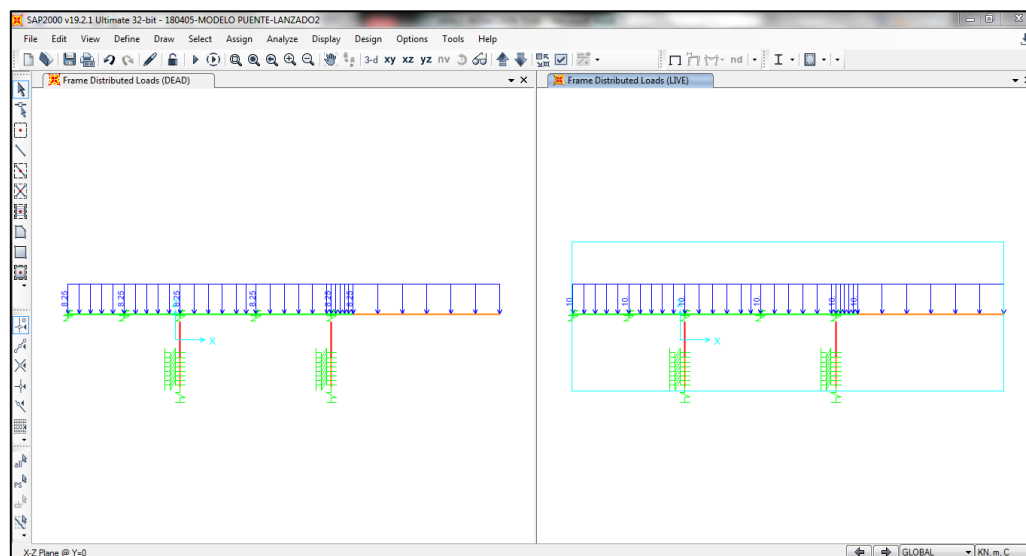 SAP2000 v19.2.1 Ultimate 32-bit - 180405-MODELO PUENTE-LANZADO2
File Edit View Define Draw Select Assign Analyze Display Design Options Tools Help
3-d xy xz yz nv nd
Frame Distributed Loads (DEAD)
Frame Distributed Loads (LIVE)
8.25 8.25 8.25 8.25 8.25 8.25
10 10 10 10 10 10
X
X
all
PS
clr
X-Z Plane @ Y=0
GLOBAL
KN, m, C